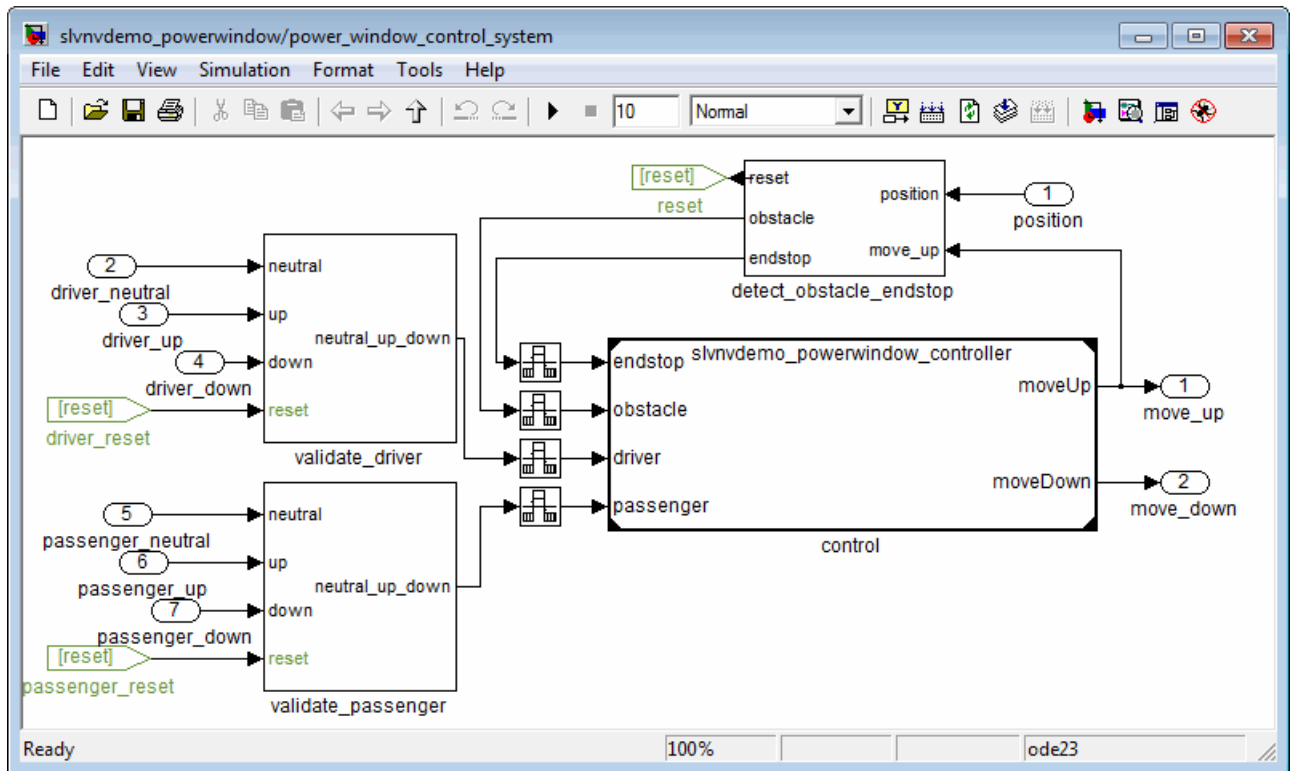 slvnvdemo_powerwindow/power_window_control_system
File Edit View Simulation Format Tools Help
10 Normal
[reset]
reset
reset
obstacle
endstop
position
move_up
detect_obstacle_endstop
1
position
2
driver_neutral
3
driver_up
4
driver_down
[reset]
driver_reset
neutral
up
down
reset
neutral_up_down
validate_driver
5
passenger_neutral
6
passenger_up
7
passenger_down
[reset]
passenger_reset
neutral
up
down
reset
neutral_up_down
validate_passenger
slvnvdemo_powerwindow_controller
endstop
obstacle
driver
passenger
moveUp
moveDown
control
1
move_up
2
move_down
Ready 100% ode23